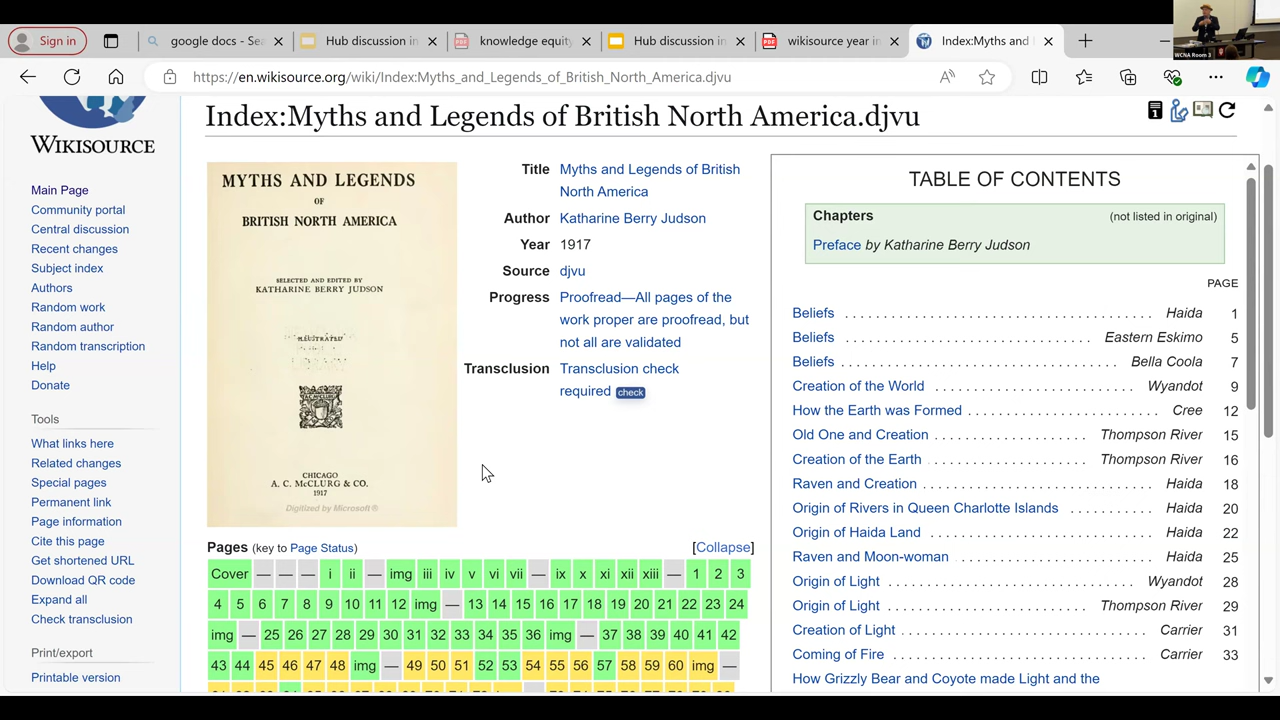 Sign in
google docs - Sea
Hub discussion in
knowledge equity
Hub discussion in
wikisource year in
Index:Myths and
WCNA Room 3
https://en.wikisource.org/wiki/Index:Myths_and_Legends_of_British_North_America.djvu
WIKISOURCE
Main Page
Community portal
Central discussion
Recent changes
Subject index
Authors
Random work
Random author
Random transcription
Help
Donate
Tools
What links here
Related changes
Special pages
Permanent link
Page information
Cite this page
Get shortened URL
Download QR code
Expand all
Check transclusion
Print/export
Printable version
Index:Myths and Legends of British North America.djvu
MYTHS AND LEGENDS
OF
BRITISH NORTH AMERICA
SELECTED AND EDITED BY
KATHARINE BERRY JUDSON
ILLUSTRATED
CHICAGO
A. C. McCLURG & CO.
1917
Digitized by Microsoft®
Title Myths and Legends of British
North America
Author Katharine Berry Judson
Year 1917
Source djvu
Progress Proofread—All pages of the
work proper are proofread, but
not all are validated
Transclusion Transclusion check
required check
Pages (key to Page Status) [Collapse]
Cover — — — i ii — img iii iv v vi vii — ix x xi xii xiii — 1 2 3
4 5 6 7 8 9 10 11 12 img — 13 14 15 16 17 18 19 20 21 22 23 24
img — 25 26 27 28 29 30 31 32 33 34 35 36 img — 37 38 39 40 41 42
43 44 45 46 47 48 img — 49 50 51 52 53 54 55 56 57 58 59 60 img —
TABLE OF CONTENTS
Chapters (not listed in original)
Preface by Katharine Berry Judson
PAGE
Beliefs . . . . . Haida 1
Beliefs . . . . . Eastern Eskimo 5
Beliefs . . . . . Bella Coola 7
Creation of the World . . . . . Wyandot 9
How the Earth was Formed . . . . . Cree 12
Old One and Creation . . . . . Thompson River 15
Creation of the Earth . . . . . Thompson River 16
Raven and Creation . . . . . Haida 18
Origin of Rivers in Queen Charlotte Islands . . . . . Haida 20
Origin of Haida Land . . . . . Haida 22
Raven and Moon-woman . . . . . Haida 25
Origin of Light . . . . . Wyandot 28
Origin of Light . . . . . Thompson River 29
Creation of Light . . . . . Carrier 31
Coming of Fire . . . . . Carrier 33
How Grizzly Bear and Coyote made Light and the